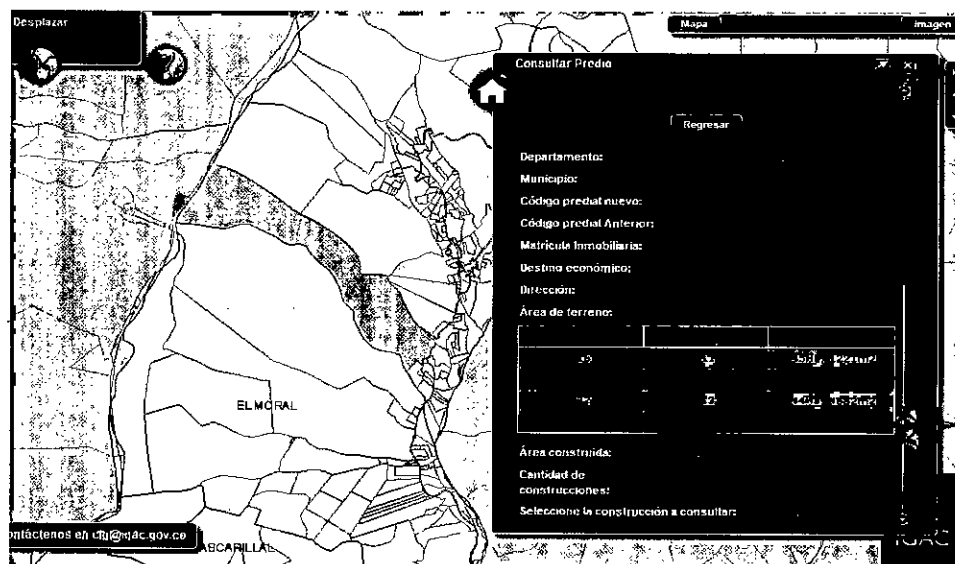 Desplazar
Mapa
Imagen
Consultar Predio
Regresar
Departamento:
Municipio:
Código predial nuevo:
Código predial Anterior:
Matrícula Inmobiliaria:
Destino económico:
Dirección:
Área de terreno:
EL MORAL
Área construida:
Cantidad de
construcciones:
Seleccione la construcción a consultar:
ontáctenos en cig@igac.gov.co
ASCARILLAL
IGAC